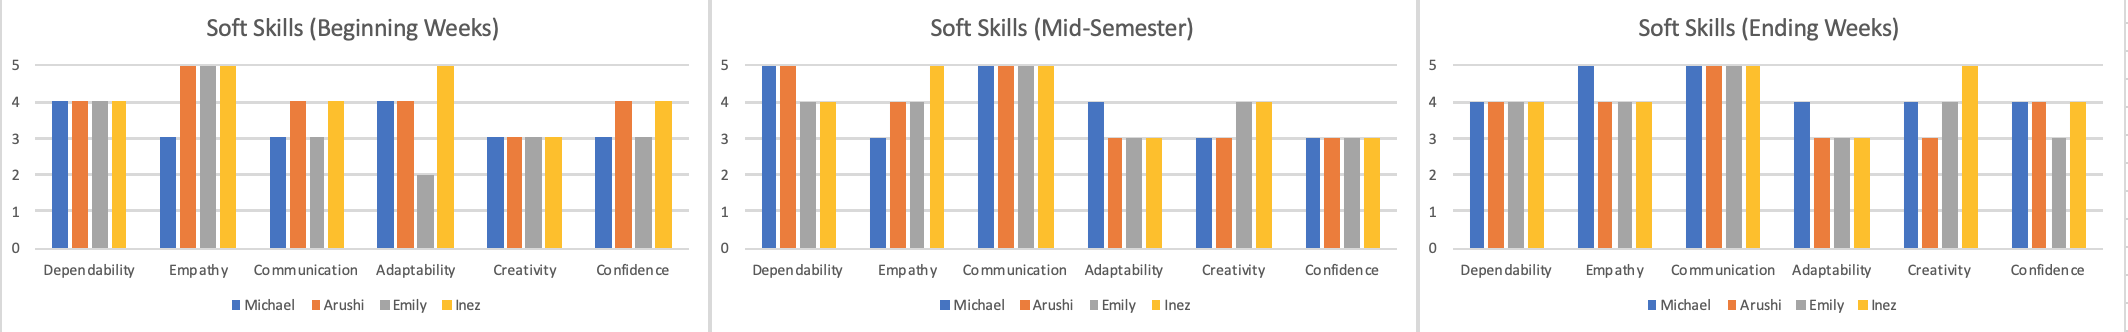 Soft Skills (Beginning Weeks)
5
4
3
2
1
0
Dependability Empathy Communication Adaptability Creativity Confidence
Michael Arushi Emily Inez
Soft Skills (Mid-Semester)
5
4
3
2
1
0
Dependability Empathy Communication Adaptability Creativity Confidence
Michael Arushi Emily Inez
Soft Skills (Ending Weeks)
5
4
3
2
1
0
Dependability Empathy Communication Adaptability Creativity Confidence
Michael Arushi Emily Inez